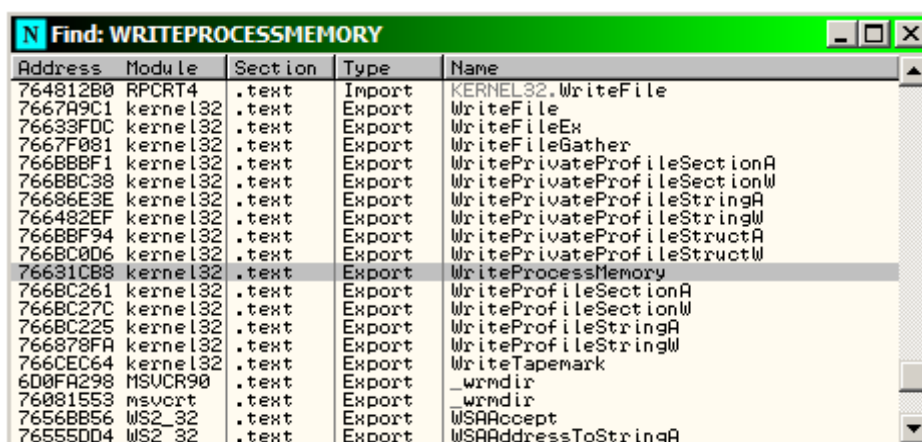 N Find: WRITEPROCESSMEMORY
Address Module Section Type Name
764812B0 RPCRT4 .text Import KERNEL32.WriteFile
7667A9C1 kernel32 .text Export WriteFile
76633FDC kernel32 .text Export WriteFileEx
7667F081 kernel32 .text Export WriteFileGather
766BBBF1 kernel32 .text Export WritePrivateProfileSectionA
766BBC38 kernel32 .text Export WritePrivateProfileSectionW
76686E3E kernel32 .text Export WritePrivateProfileStringA
766482EF kernel32 .text Export WritePrivateProfileStringW
766BBF94 kernel32 .text Export WritePrivateProfileStructA
766BC0D6 kernel32 .text Export WritePrivateProfileStructW
76631CB8 kernel32 .text Export WriteProcessMemory
766BC261 kernel32 .text Export WriteProfileSectionA
766BC27C kernel32 .text Export WriteProfileSectionW
766BC225 kernel32 .text Export WriteProfileStringA
766878FA kernel32 .text Export WriteProfileStringW
766CEC64 kernel32 .text Export WriteTapemark
6D0FA298 MSVCR90 .text Export _wrmdir
76081553 msvcrt .text Export _wrmdir
7656BB56 WS2_32 .text Export WSAAccept
76555DD4 WS2_32 .text Export WSAAddressToStringA